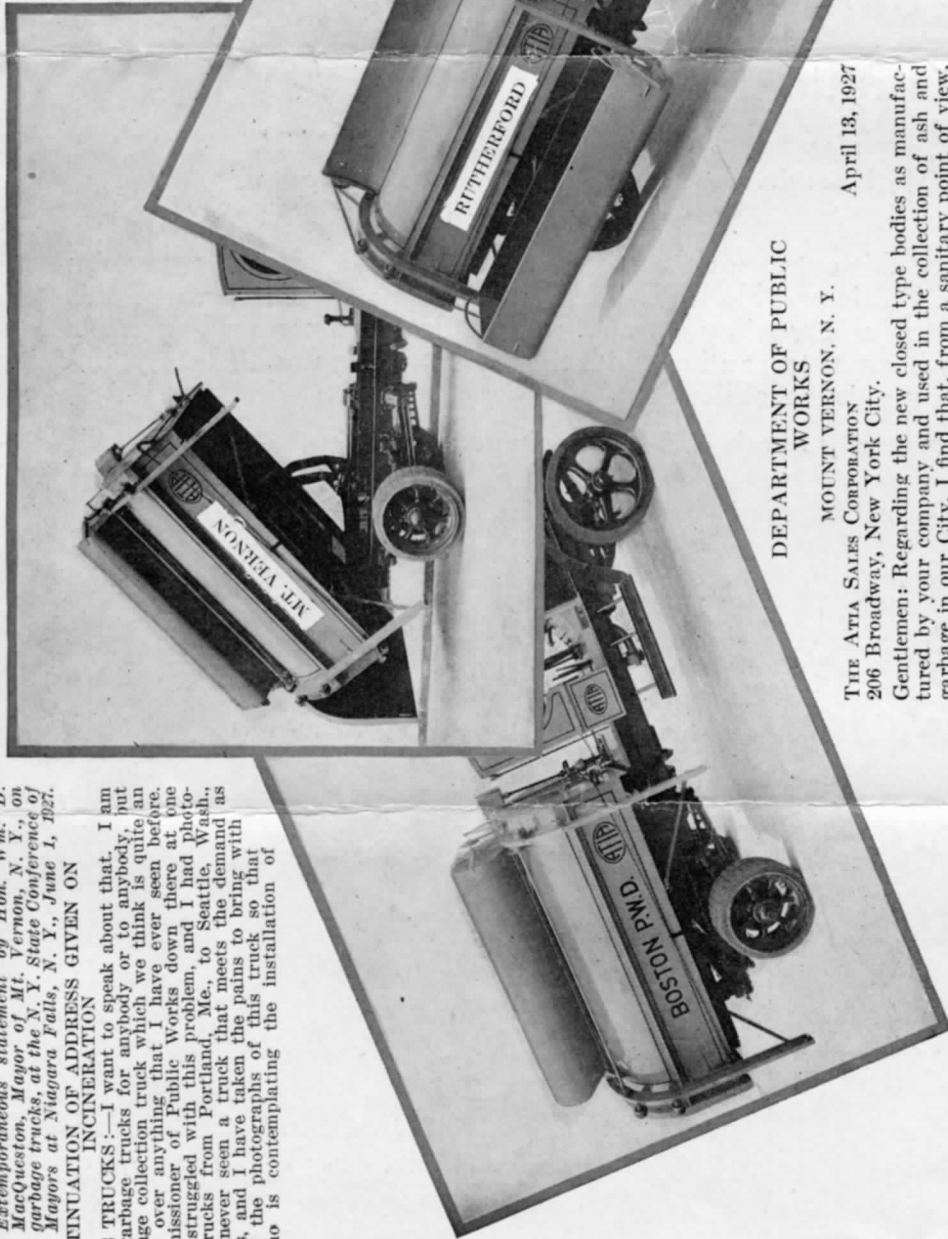 Extemporaneous statement by Hon. Wm. D.
MacQueston, Mayor of Mt. Vernon, N. Y., on
garbage trucks, at the N. Y. State Conference of
Mayors at Niagara Falls, N. Y., June 1, 1927.
TINUATION OF ADDRESS GIVEN ON
INCINERATION
TRUCKS:—I want to speak about that, I am
arbage trucks for anybody or to anybody, but
ge collection truck which we think is quite an
over anything that I have ever seen before.
issioner of Public Works down there at one
struggled with this problem, and I had photo-
rucks from Portland, Me., to Seattle, Wash.,
never seen a truck that meets the demand as
s, and I have taken the pains to bring with
the photographs of this truck so that
o is contemplating the installation of
BOSTON P.W.D.
ATIA
ATIA
MT. VERNON
ATIA
RUTHERFORD
ATIA
DEPARTMENT OF PUBLIC
WORKS
MOUNT VERNON, N. Y.
April 13, 1927
THE ATIA SALES CORPORATION
206 Broadway, New York City.
Gentlemen: Regarding the new closed type bodies as manufac-
tured by your company and used in the collection of ash and
garbage in our City, I find that, from a sanitary point of view,